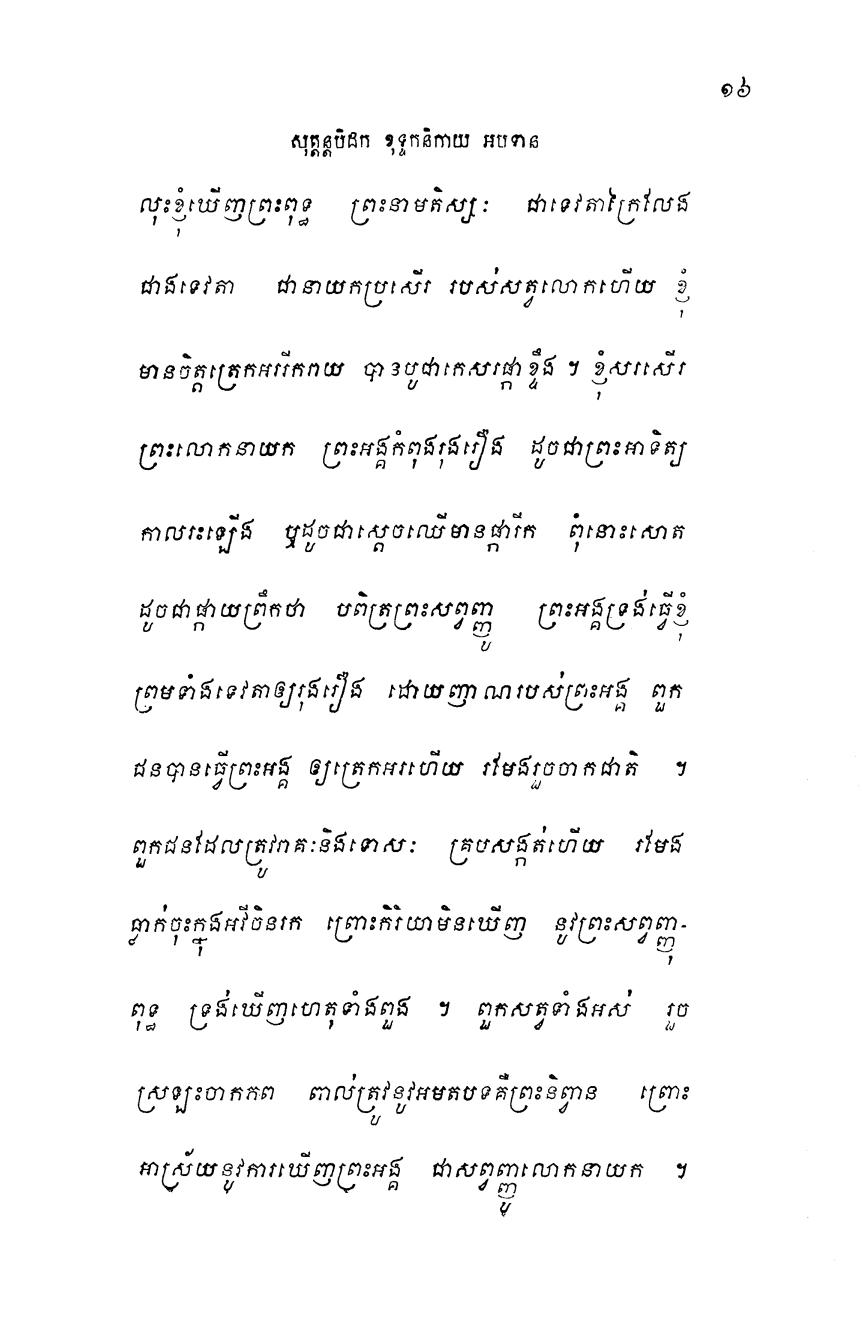 ១៦
សុត្តន្តបិដក ខុទ្ទកនិកាយ អបទាន
លុះខ្ញុំឃើញព្រះពុទ្ធ ព្រះនាមតិស្សៈ ជាទេវតាក្រៃលែង
ជាងទេវតា ជានាយកប្រសើរ របស់សត្វលោកហើយ ខ្ញុំ
មានចិត្តត្រេកអររីករាយ បានបូជាកេសរផ្កាខ្ទឹង ។ ខ្ញុំសរសើរ
ព្រះលោកនាយក ព្រះអង្គកំពុងរុងរឿង ដូចជាព្រះអាទិត្យ
កាលរះឡើង ឬដូចជាស្តេចឈើមានផ្ការីក ពុំនោះសោត
ដូចជាផ្កាយព្រឹកថា បពិត្រព្រះសព្វញ្ញូ ព្រះអង្គទ្រង់ធ្វើខ្ញុំ
ព្រមទាំងទេវតាឲ្យរុងរឿង ដោយញាណរបស់ព្រះអង្គ ពួក
ជនបានធ្វើព្រះអង្គ ឲ្យត្រេកអរហើយ រមែងរួចចាកជាតិ ។
ពួកជនដែលត្រូវរាគៈនិងទោសៈ គ្របសង្កត់ហើយ រមែង
ធ្លាក់ចុះក្នុងអវីចិនរក ព្រោះកិរិយាមិនឃើញ នូវព្រះសព្វញ្ញុ-
ពុទ្ធ ទ្រង់ឃើញហេតុទាំងពួង ។ ពួកសត្វទាំងអស់ រួច
ស្រឡះចាកភព ពាល់ត្រូវនូវអមតបទគឺព្រះនិព្វាន ព្រោះ
អាស្រ័យនូវការឃើញព្រះអង្គ ជាសព្វញ្ញូលោកនាយក ។